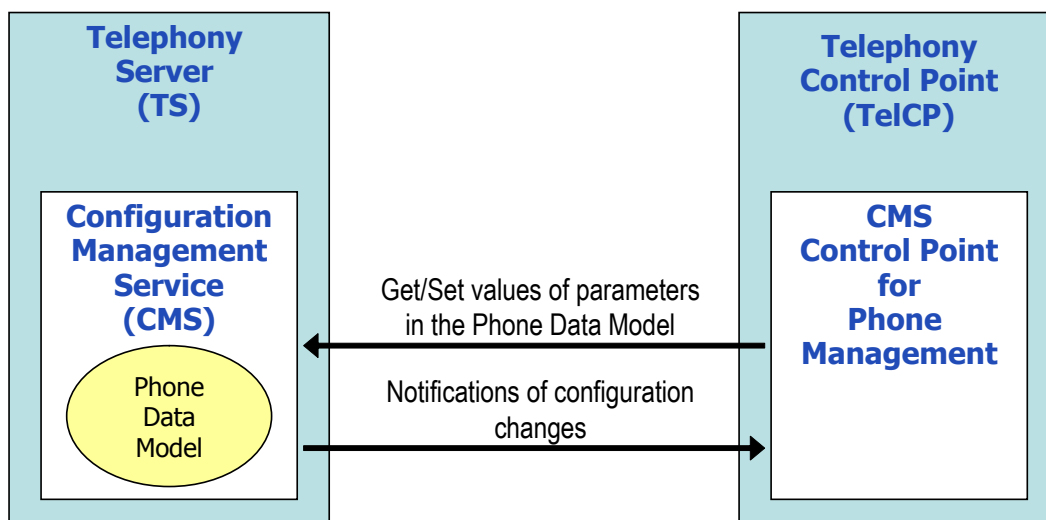 Telephony
Server
(TS)
Telephony
Control Point
(TelCP)
Configuration
Management
Service
(CMS)
Phone
Data
Model
Get/Set values of parameters
in the Phone Data Model
Notifications of configuration
changes
CMS
Control Point
for
Phone
Management